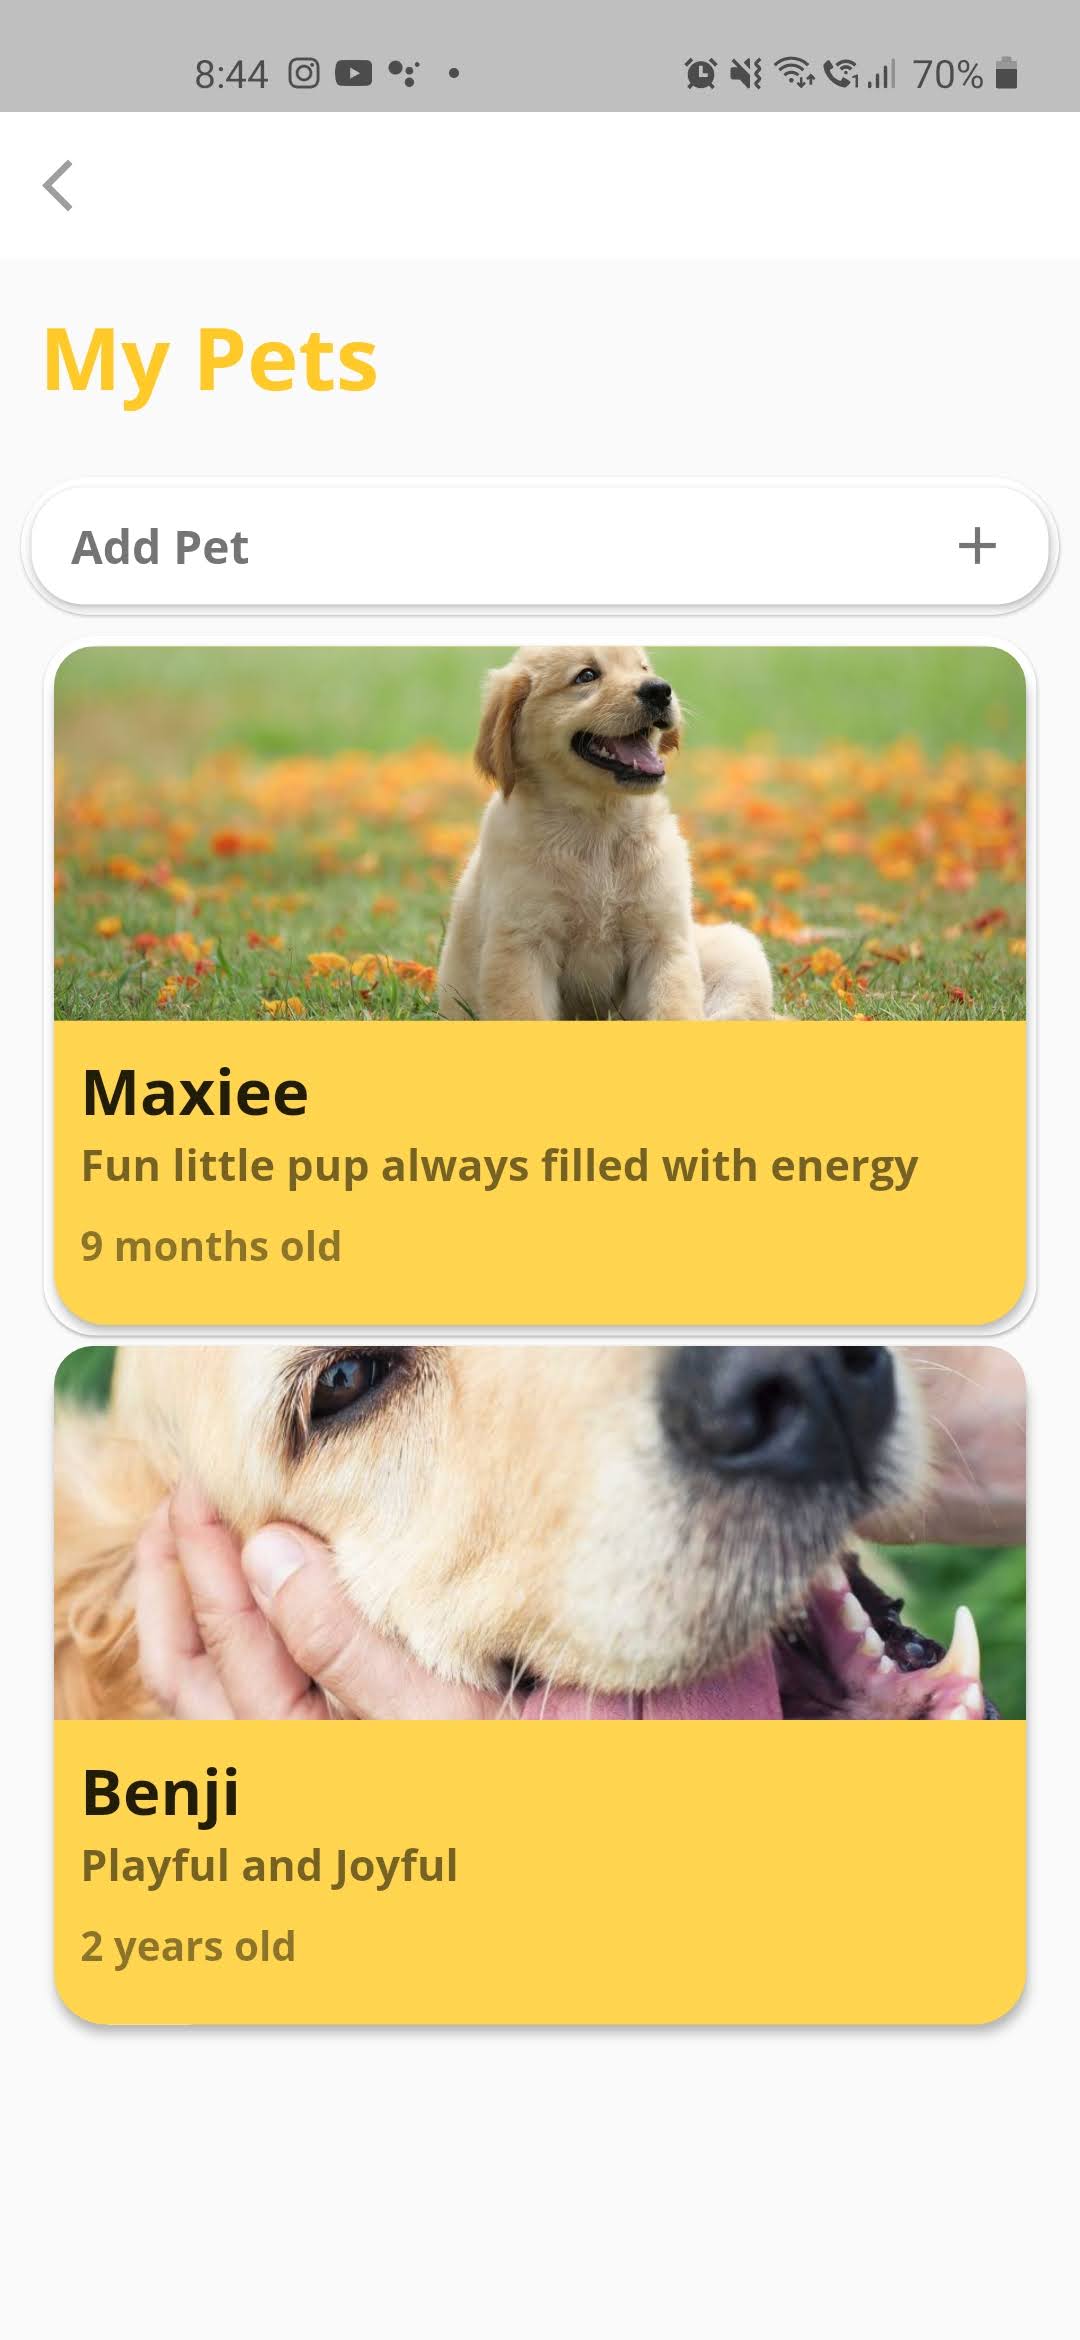 8:44
70%
My Pets
Add Pet
Maxiee
Fun little pup always filled with energy
9 months old
Benji
Playful and Joyful
2 years old